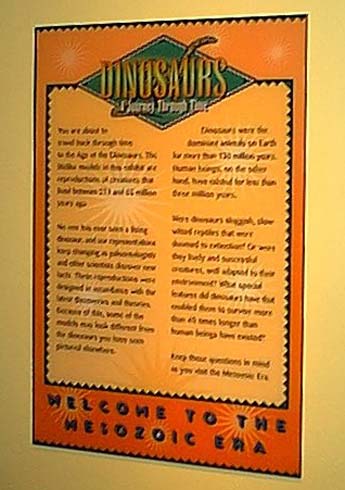 DINOSAURS
A Journey Through Time
You are about to
travel back through time
to the Age of the Dinosaurs. The
lifelike models in this exhibit are
reproductions of creatures that
lived between 213 and 65 million
years ago.
No one has ever seen a living
dinosaur, and our representations
keep changing as paleontologists
and other scientists discover new
facts. These reproductions were
designed in accordance with the
latest discoveries and theories.
Because of this, some of the
models may look different from
the dinosaurs you have seen
pictured elsewhere.
Dinosaurs were the
dominant animals on Earth
for more than 130 million years.
Human beings, on the other
hand, have existed for less than
three million years.
Were dinosaurs sluggish, slow
witted reptiles that were
doomed to extinction? Or were
they lively and successful
creatures, well adapted to their
environment? What special
features did dinosaurs have that
enabled them to survive more
than 45 times longer than
human beings have existed?
Keep these questions in mind
as you visit the Mesozoic Era.
WELCOME TO THE
MESOZOIC ERA